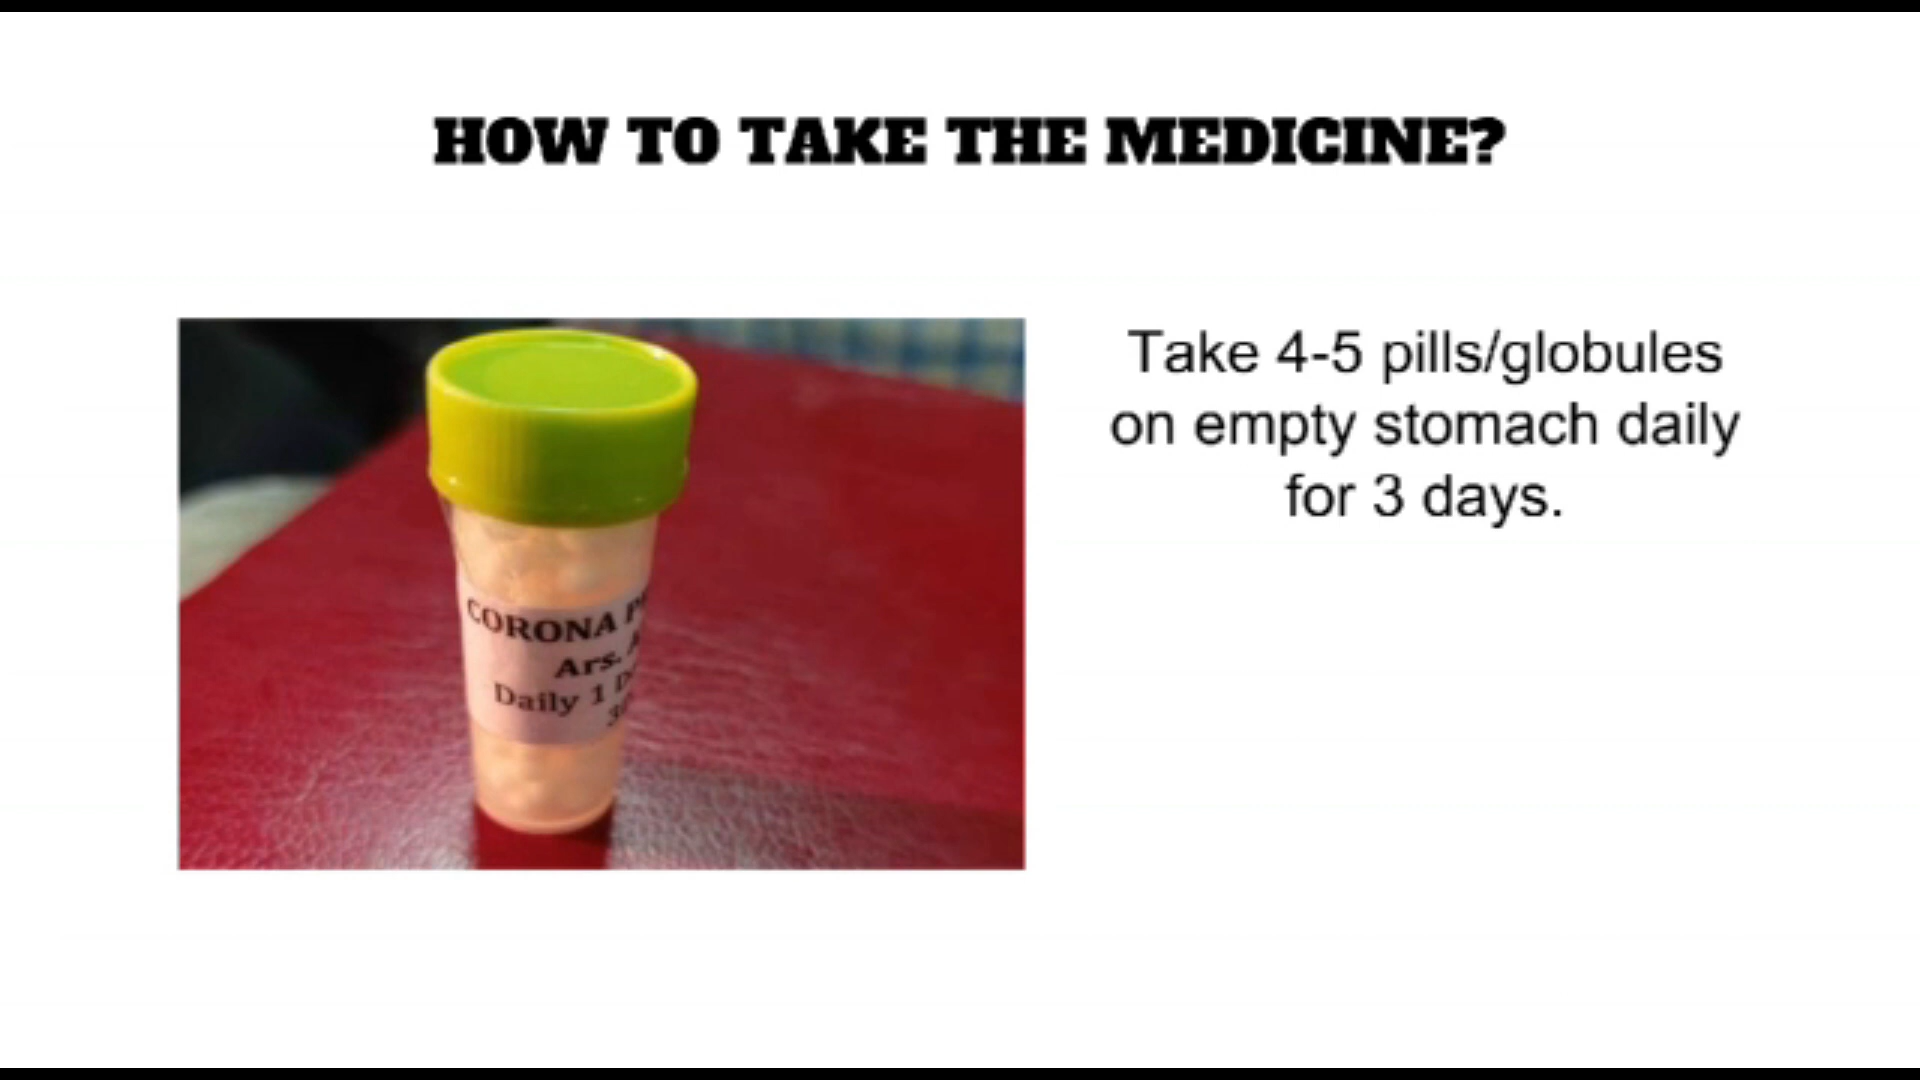 HOW TO TAKE THE MEDICINE?
Take 4-5 pills/globules
on empty stomach daily
for 3 days.
CORONA
Ars.
Daily 1